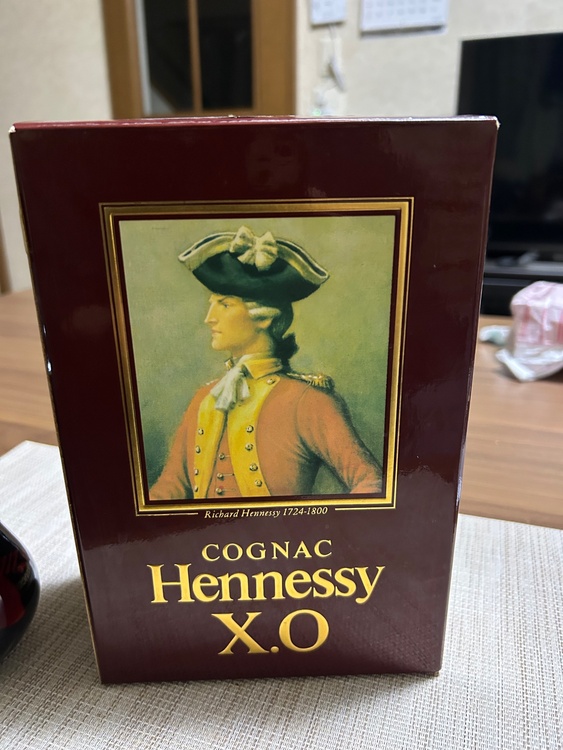 Richard Hennessy 1724-1800
COGNAC
Hennessy
X.O